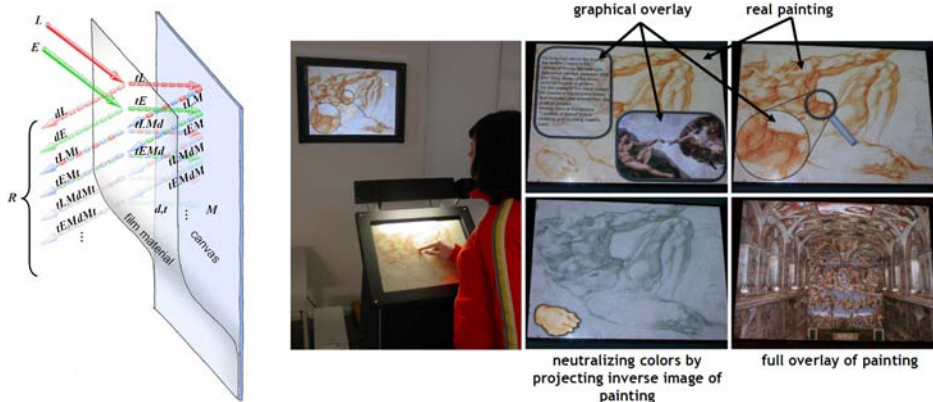 L
E
tL
dL
tE
tLM
dE
tLMd
tEM
tLMt
tEMd
tLMdM
tEMt
tEMdM
tLMdMt
R
tEMdMt
d,t
M
film material
canvas
graphical overlay
real painting
neutralizing colors by
projecting inverse image of
painting
full overlay of painting